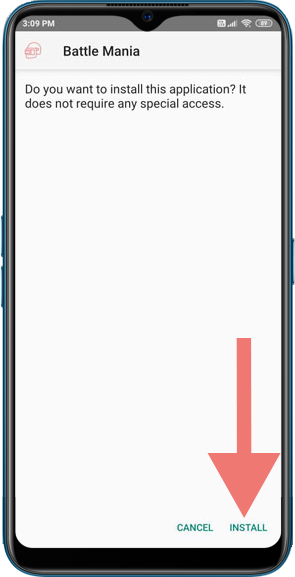 3:09 PM
89
Battle Mania
Do you want to install this application? It
does not require any special access.
CANCEL INSTALL